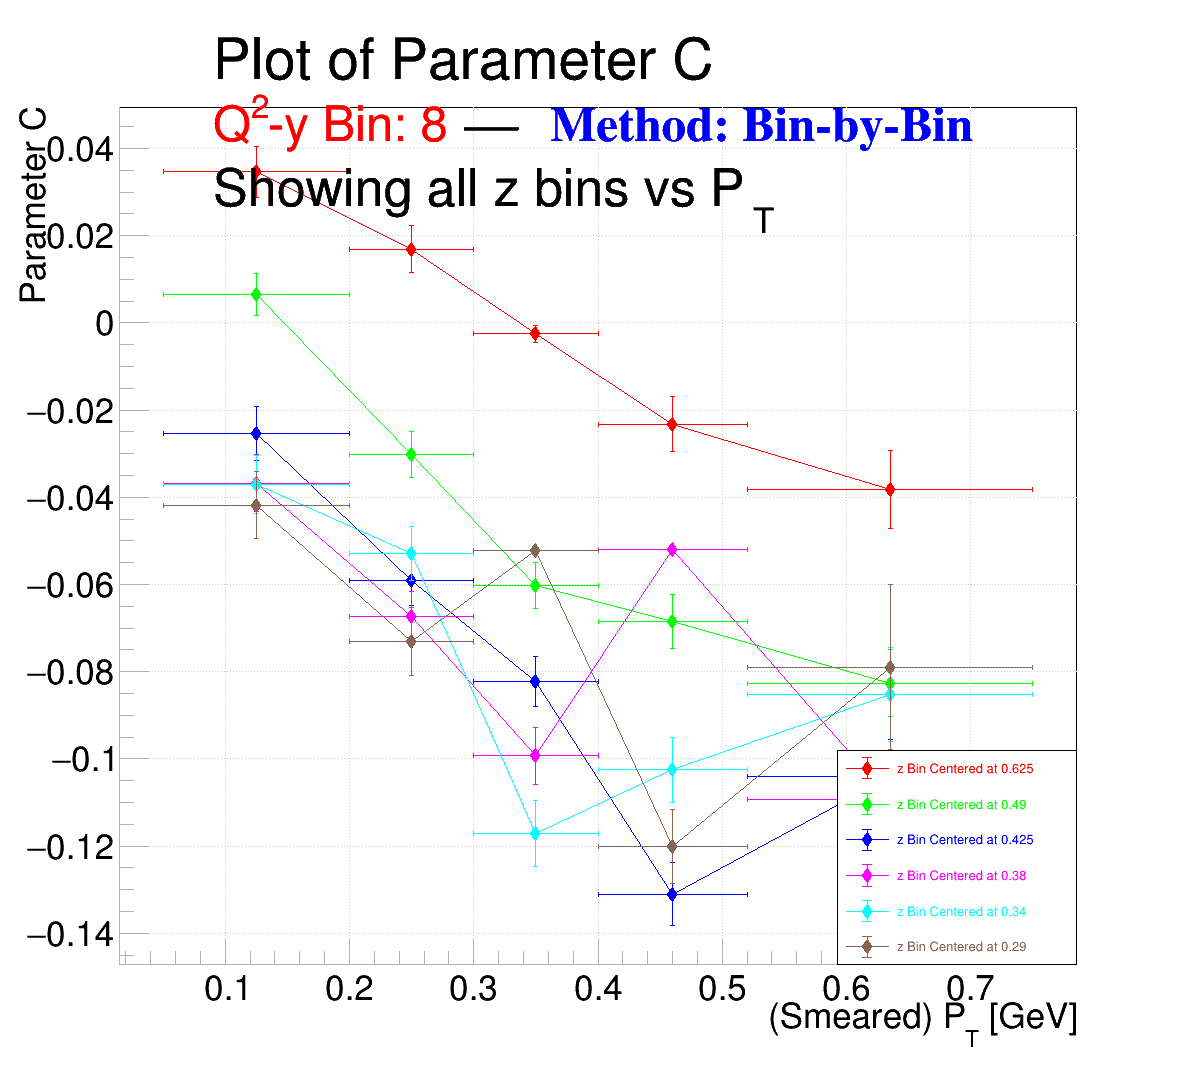 Plot of Parameter C
Q²-y Bin: 8 — Method: Bin-by-Bin
Showing all z bins vs P_T
Parameter C
0.04
0.02
0
−0.02
−0.04
−0.06
−0.08
−0.1
−0.12
−0.14
z Bin Centered at 0.625
z Bin Centered at 0.49
z Bin Centered at 0.425
z Bin Centered at 0.38
z Bin Centered at 0.34
z Bin Centered at 0.29
0.1 0.2 0.3 0.4 0.5 0.6 0.7
(Smeared) P_T [GeV]